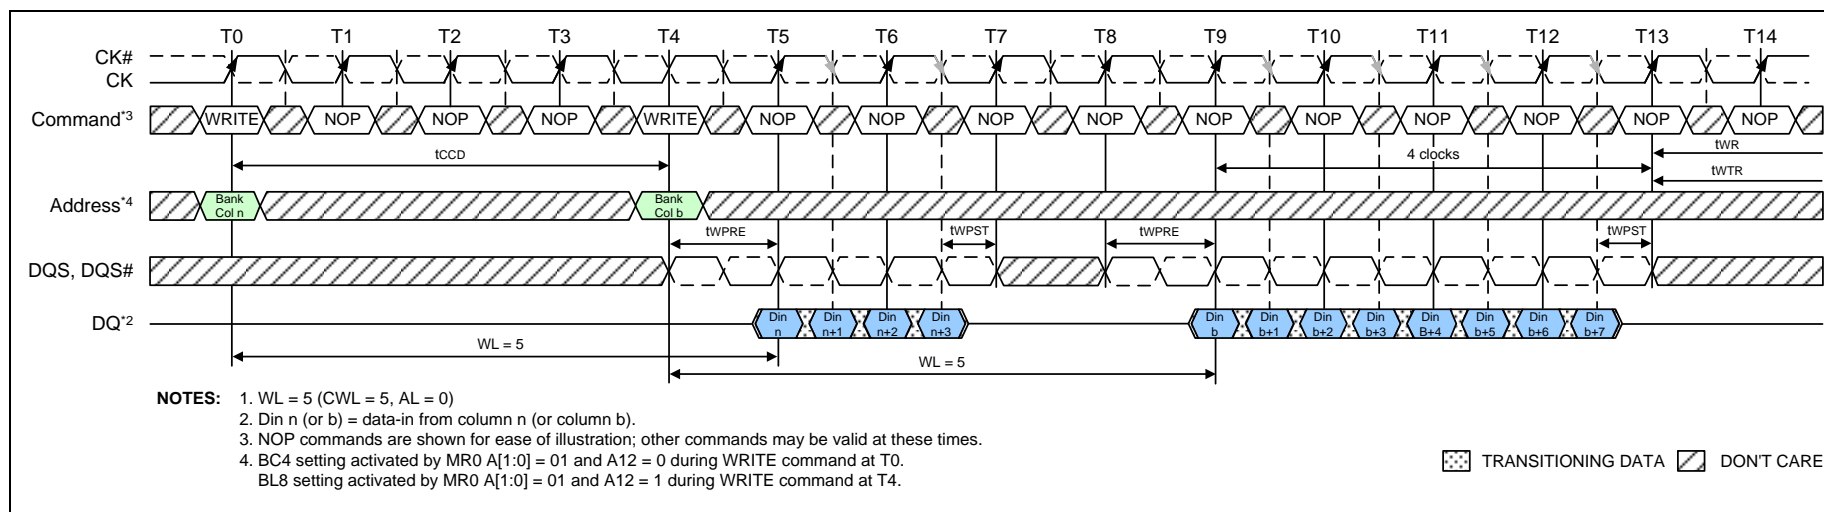 T0 T1 T2 T3 T4 T5 T6 T7 T8 T9 T10 T11 T12 T13 T14
CK#
CK
Command*3 WRITE NOP NOP NOP WRITE NOP NOP NOP NOP NOP NOP NOP NOP NOP NOP
tCCD 4 clocks tWR
tWTR
Address*4 Bank Col n Bank Col b
tWPRE tWPST tWPRE tWPST
DQS, DQS#
DQ*2 Din n Din n+1 Din n+2 Din n+3 Din b Din b+1 Din b+2 Din b+3 Din B+4 Din b+5 Din b+6 Din b+7
WL = 5
WL = 5
NOTES: 1. WL = 5 (CWL = 5, AL = 0)
2. Din n (or b) = data-in from column n (or column b).
3. NOP commands are shown for ease of illustration; other commands may be valid at these times.
4. BC4 setting activated by MR0 A[1:0] = 01 and A12 = 0 during WRITE command at T0.
BL8 setting activated by MR0 A[1:0] = 01 and A12 = 1 during WRITE command at T4.
TRANSITIONING DATA DON'T CARE